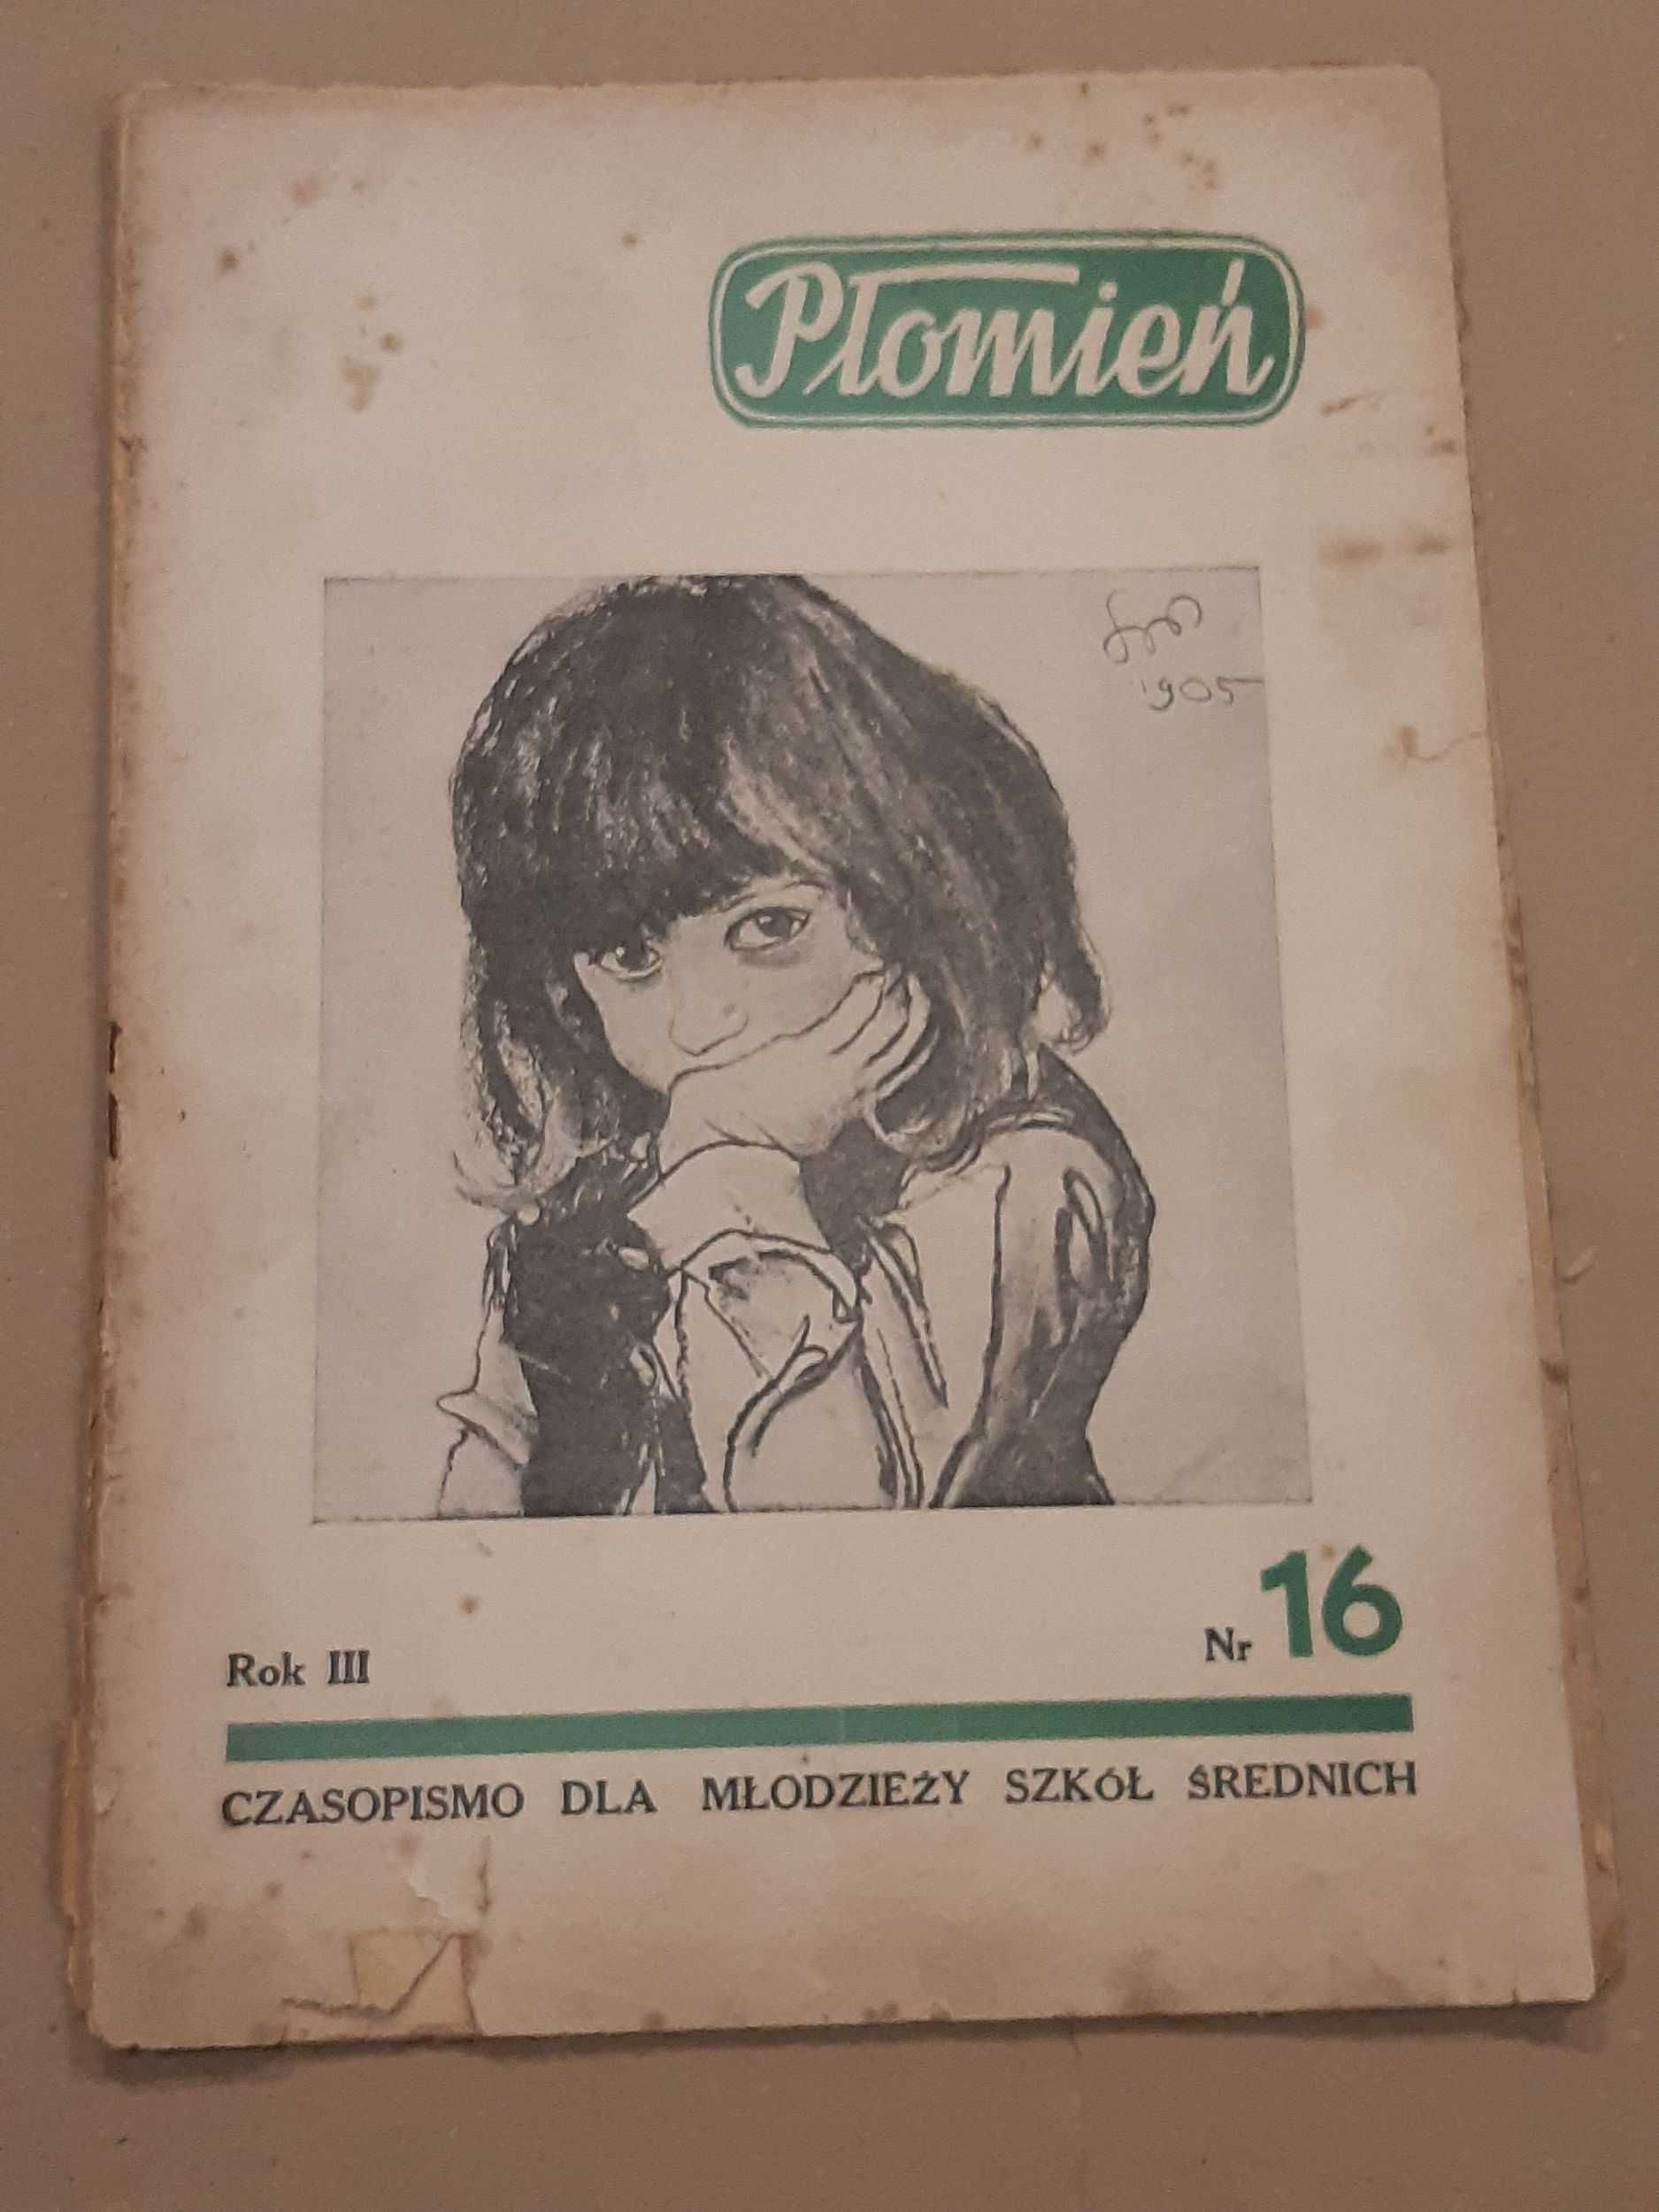 Płomień
1905
Nr 16
Rok III
CZASOPISMO DLA MŁODZIEŻY SZKÓŁ ŚREDNICH